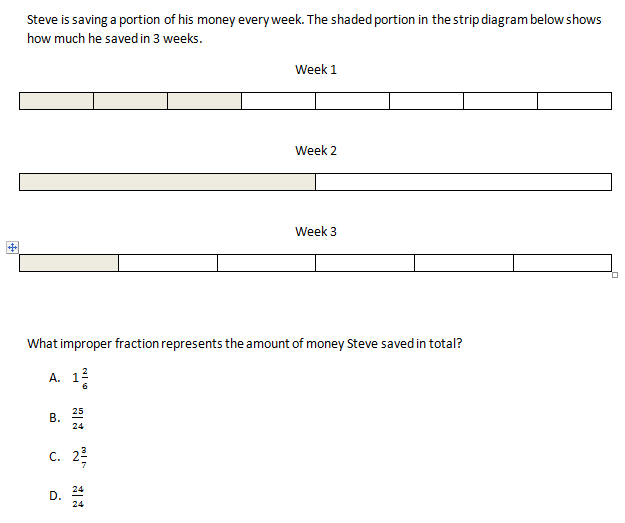 Steve is saving a portion of his money every week. The shaded portion in the strip diagram below shows
how much he saved in 3 weeks.
Week 1
Week 2
Week 3
What improper fraction represents the amount of money Steve saved in total?
A. 1 2/6
B. 25/24
C. 2 3/7
D. 24/24